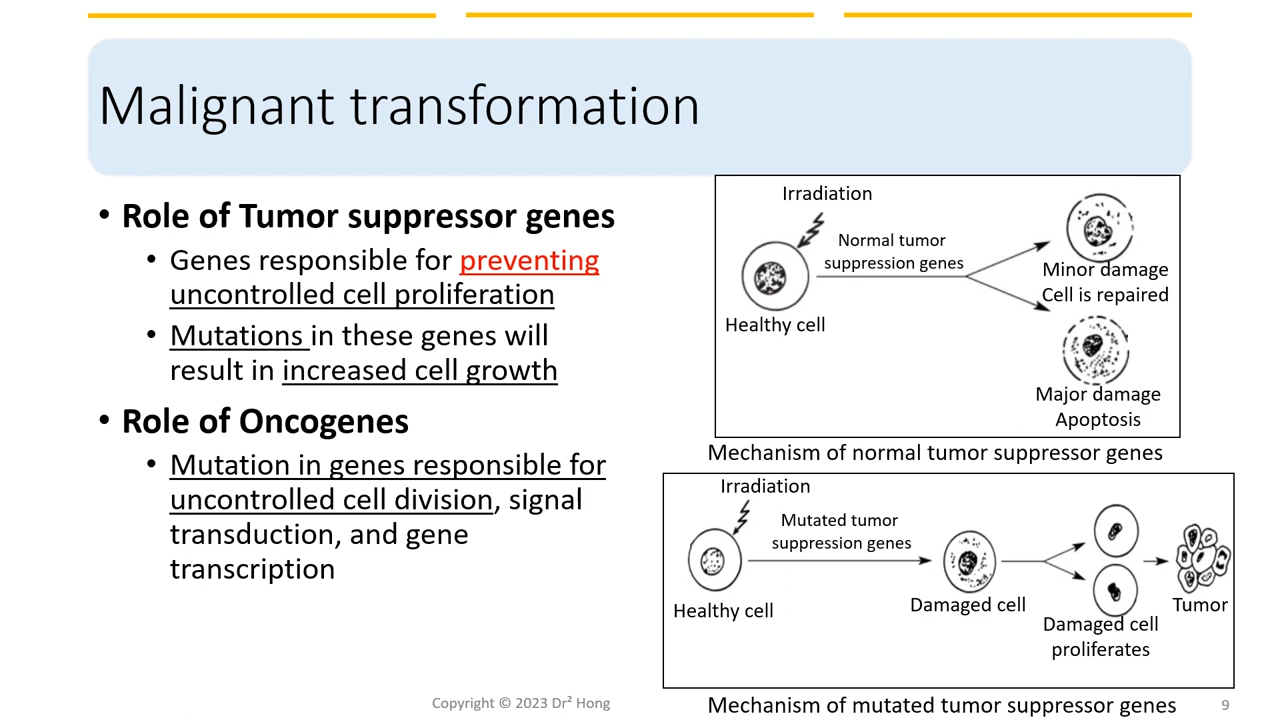 Malignant transformation
• Role of Tumor suppressor genes
• Genes responsible for preventing
uncontrolled cell proliferation
• Mutations in these genes will
result in increased cell growth
• Role of Oncogenes
• Mutation in genes responsible for
uncontrolled cell division, signal
transduction, and gene
transcription
Irradiation
Normal tumor
suppression genes
Healthy cell
Minor damage
Cell is repaired
Major damage
Apoptosis
Mechanism of normal tumor suppressor genes
Irradiation
Mutated tumor
suppression genes
Healthy cell
Damaged cell
Damaged cell
proliferates
Tumor
Mechanism of mutated tumor suppressor genes
Copyright © 2023 Dr² Hong
9